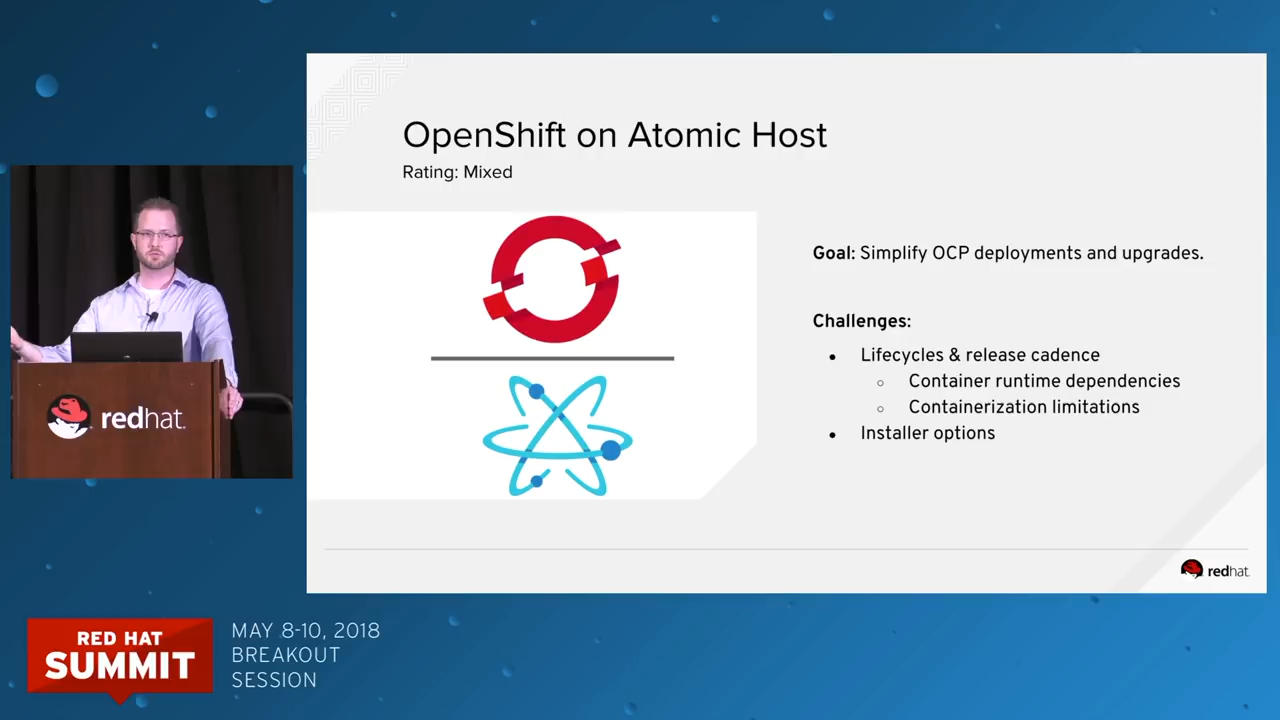 OpenShift on Atomic Host
Rating: Mixed
Goal: Simplify OCP deployments and upgrades.
Challenges:
Lifecycles & release cadence
Container runtime dependencies
Containerization limitations
Installer options
redhat.
redhat.
RED HAT
SUMMIT
MAY 8-10, 2018
BREAKOUT
SESSION